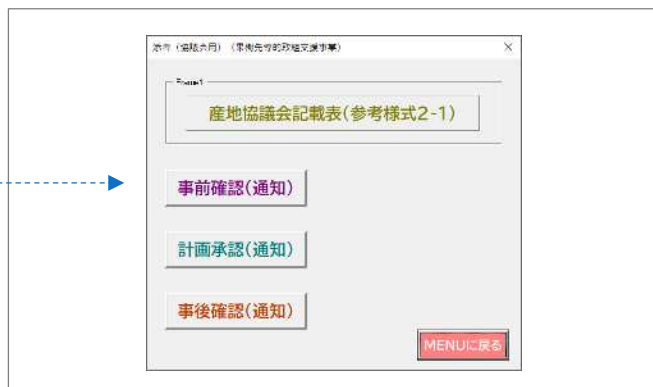 Frame1
産地協議会記載表(参考様式2-1)
事前確認(通知)
計画承認(通知)
事後確認(通知)
MENUに戻る